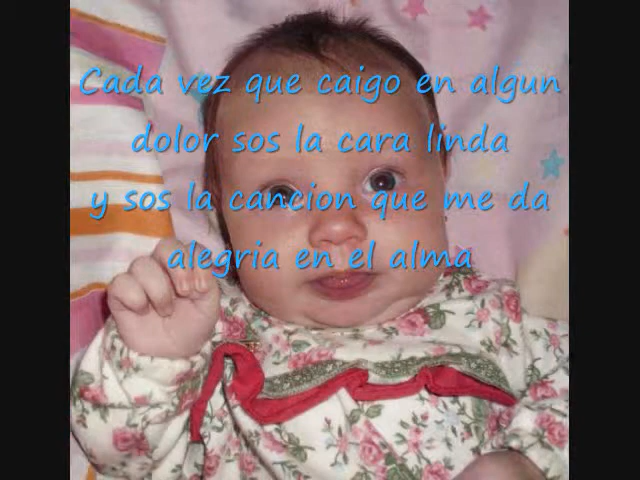 Cada vez que caigo en algun
dolor sos la cara linda
y sos la cancion que me da
alegria en el alma